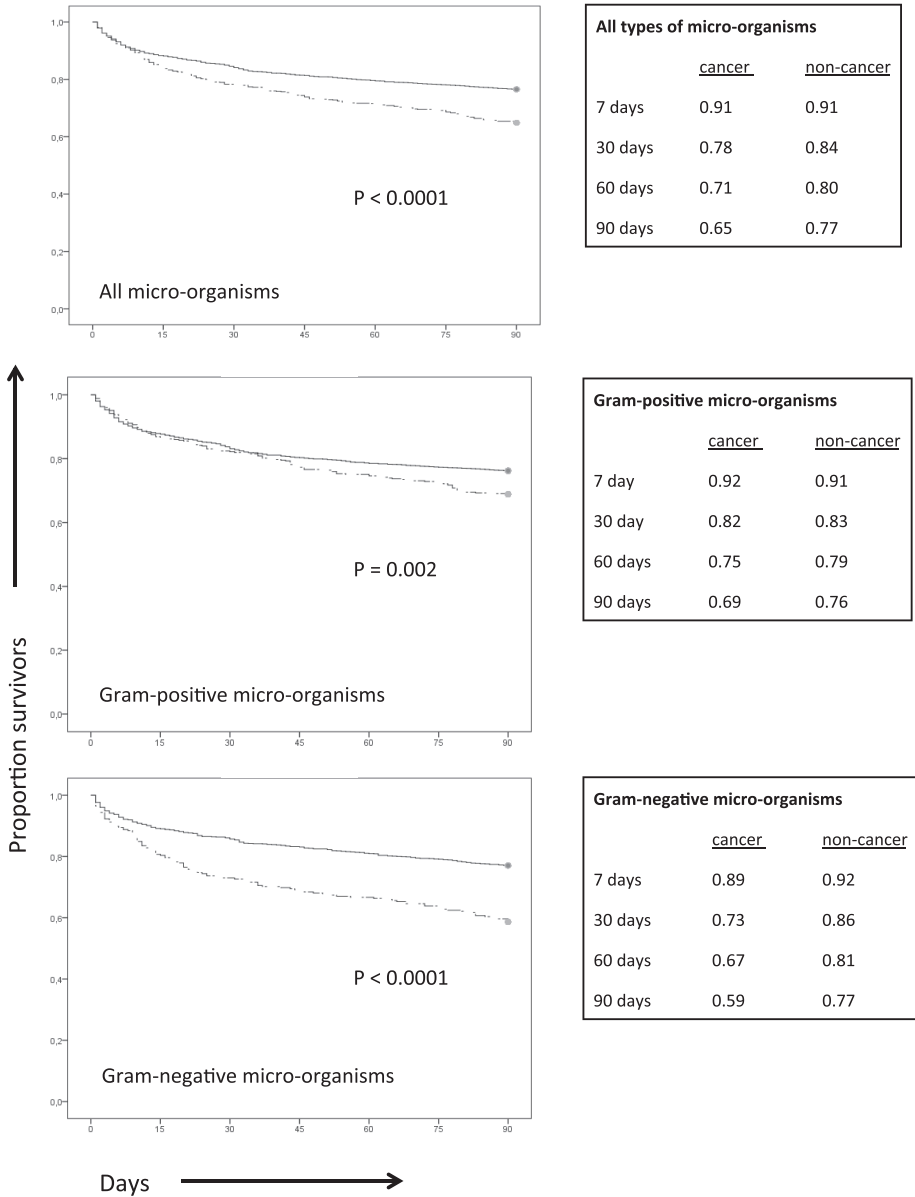 1,0
0,8
0,6
0,4
0,2
0,0
P < 0.0001
All micro-organisms
0 15 30 45 60 75 90
All types of micro-organisms
cancer non-cancer
7 days 0.91 0.91
30 days 0.78 0.84
60 days 0.71 0.80
90 days 0.65 0.77
Proportion survivors
1,0
0,8
0,6
0,4
0,2
0,0
P = 0.002
Gram-positive micro-organisms
0 15 30 45 60 75 90
Gram-positive micro-organisms
cancer non-cancer
7 day 0.92 0.91
30 day 0.82 0.83
60 days 0.75 0.79
90 days 0.69 0.76
1,0
0,8
0,6
0,4
0,2
0,0
P < 0.0001
Gram-negative micro-organisms
0 15 30 45 60 75 90
Gram-negative micro-organisms
cancer non-cancer
7 days 0.89 0.92
30 days 0.73 0.86
60 days 0.67 0.81
90 days 0.59 0.77
Days